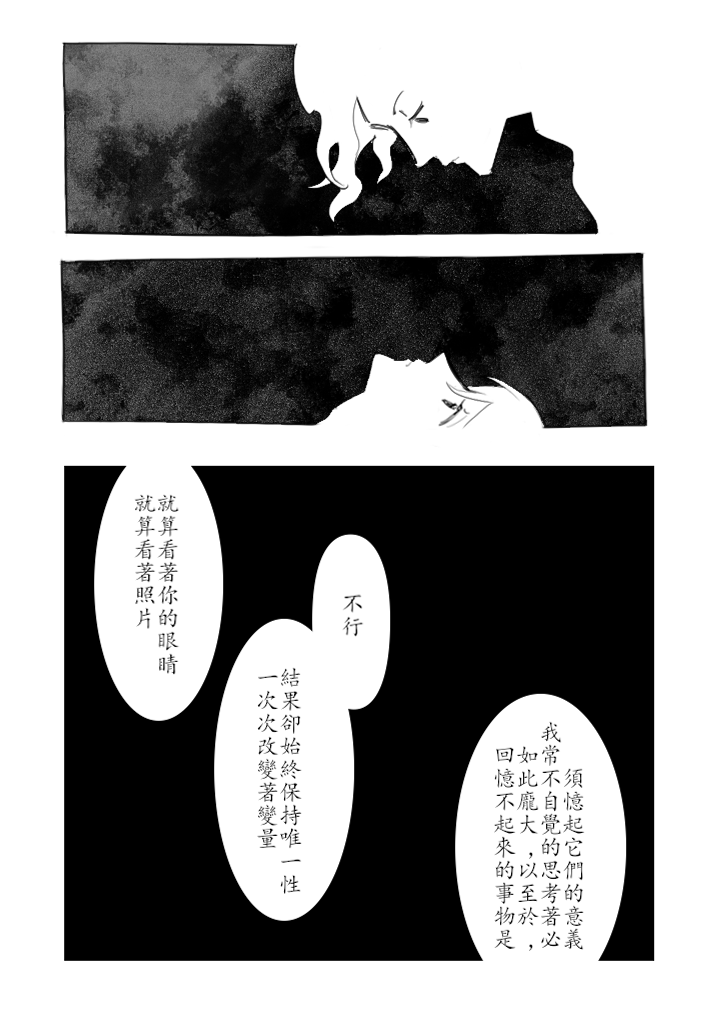 就算看著照片
就算看著你的眼睛
不行
一次次改變著變量
結果卻始終保持唯一性
回憶不起來的事物是
如此龐大，以至於，
我常不自覺的思考著必
須憶起它們的意義